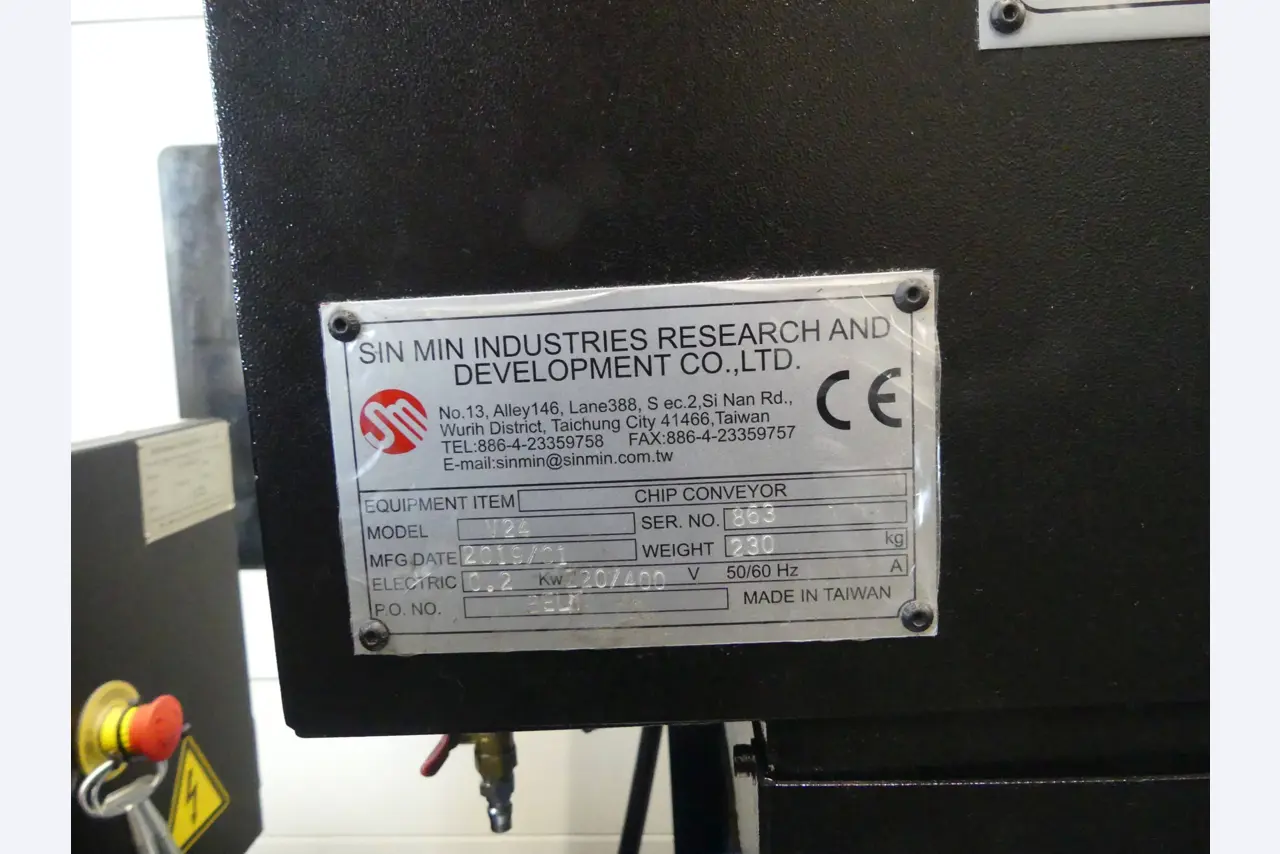 SIN MIN INDUSTRIES RESEARCH AND
DEVELOPMENT CO.,LTD.
Sm
CE
No.13, Alley146, Lane388, S ec.2,Si Nan Rd.,
Wurih District, Taichung City 41466,Taiwan
TEL:886-4-23359758 FAX:886-4-23359757
E-mail:sinmin@sinmin.com.tw
EQUIPMENT ITEM CHIP CONVEYOR
MODEL V24 SER. NO. 863
MFG DATE 2019/01 WEIGHT 230 kg
ELECTRIC 0.2 Kw 220/400 V 50/60 Hz A
P.O. NO. MADE IN TAIWAN